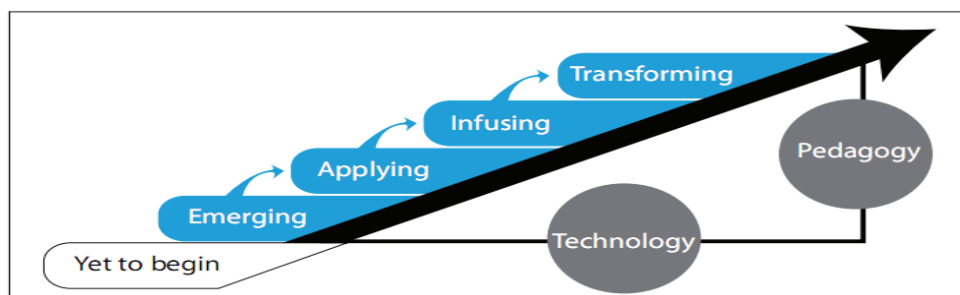 Transforming
Infusing
Pedagogy
Applying
Emerging
Technology
Yet to begin